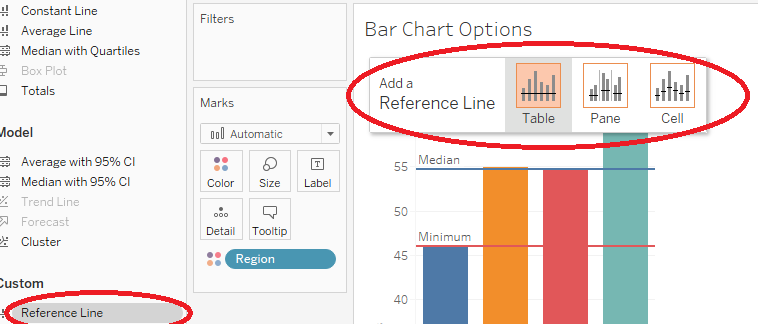 Constant Line
Average Line
Median with Quartiles
Box Plot
Totals
Model
Average with 95% CI
Median with 95% CI
Trend Line
Forecast
Cluster
Custom
Reference Line
Filters
Marks
Automatic
Color
Size
Label
Detail
Tooltip
Region
Bar Chart Options
Add a
Reference Line
Table
Pane
Cell
55
Median
50
Minimum
45
40